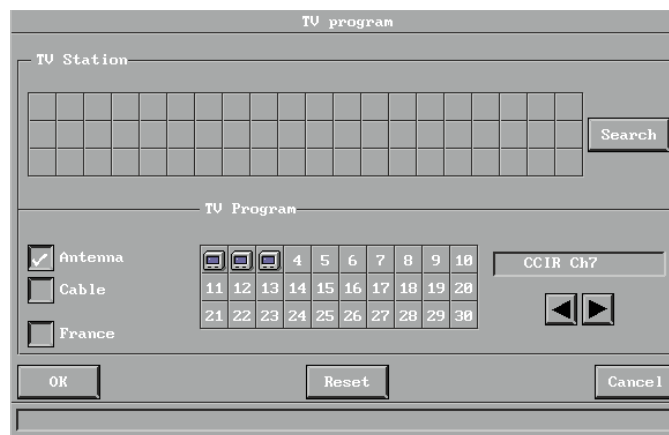 TV program
TV Station
Search
TV Program
Antenna
Cable
France
4 5 6 7 8 9 10
11 12 13 14 15 16 17 18 19 20
21 22 23 24 25 26 27 28 29 30
CCIR Ch7
OK
Reset
Cancel